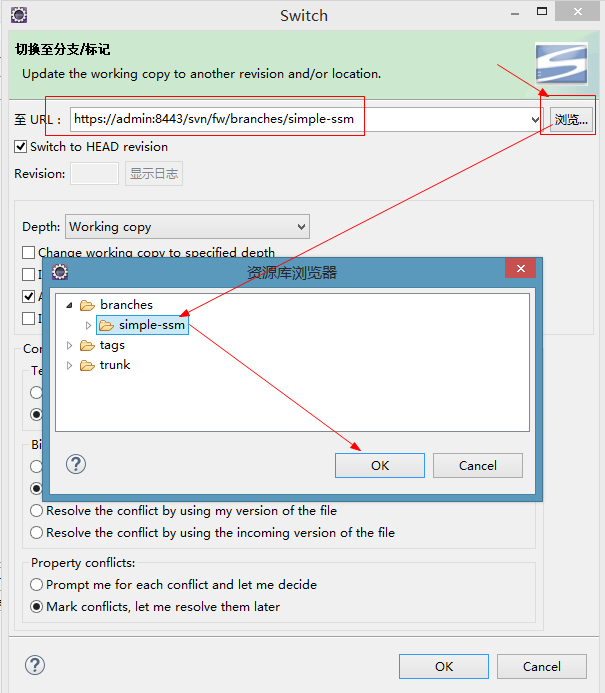 Switch
切换至分支/标记
Update the working copy to another revision and/or location.
至 URL：
https://admin:8443/svn/fw/branches/simple-ssm
浏览...
Switch to HEAD revision
Revision:
显示日志
Depth:
Working copy
Change working copy to specified depth
资源库浏览器
branches
simple-ssm
tags
trunk
OK
Cancel
Resolve the conflict by using my version of the file
Resolve the conflict by using the incoming version of the file
Property conflicts:
Prompt me for each conflict and let me decide
Mark conflicts, let me resolve them later
OK
Cancel